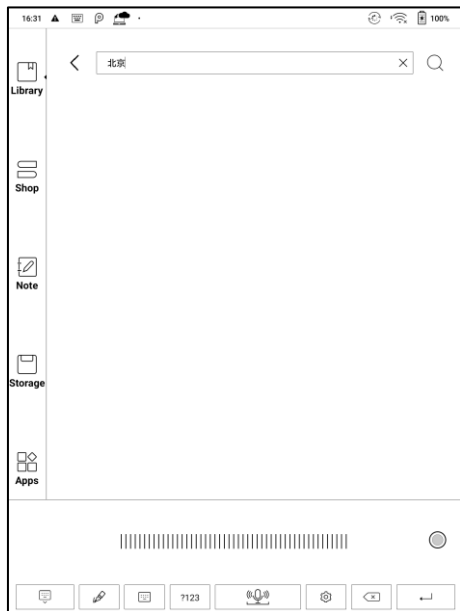 16:31
100%
北京
Library
Shop
Note
Storage
Apps
?123